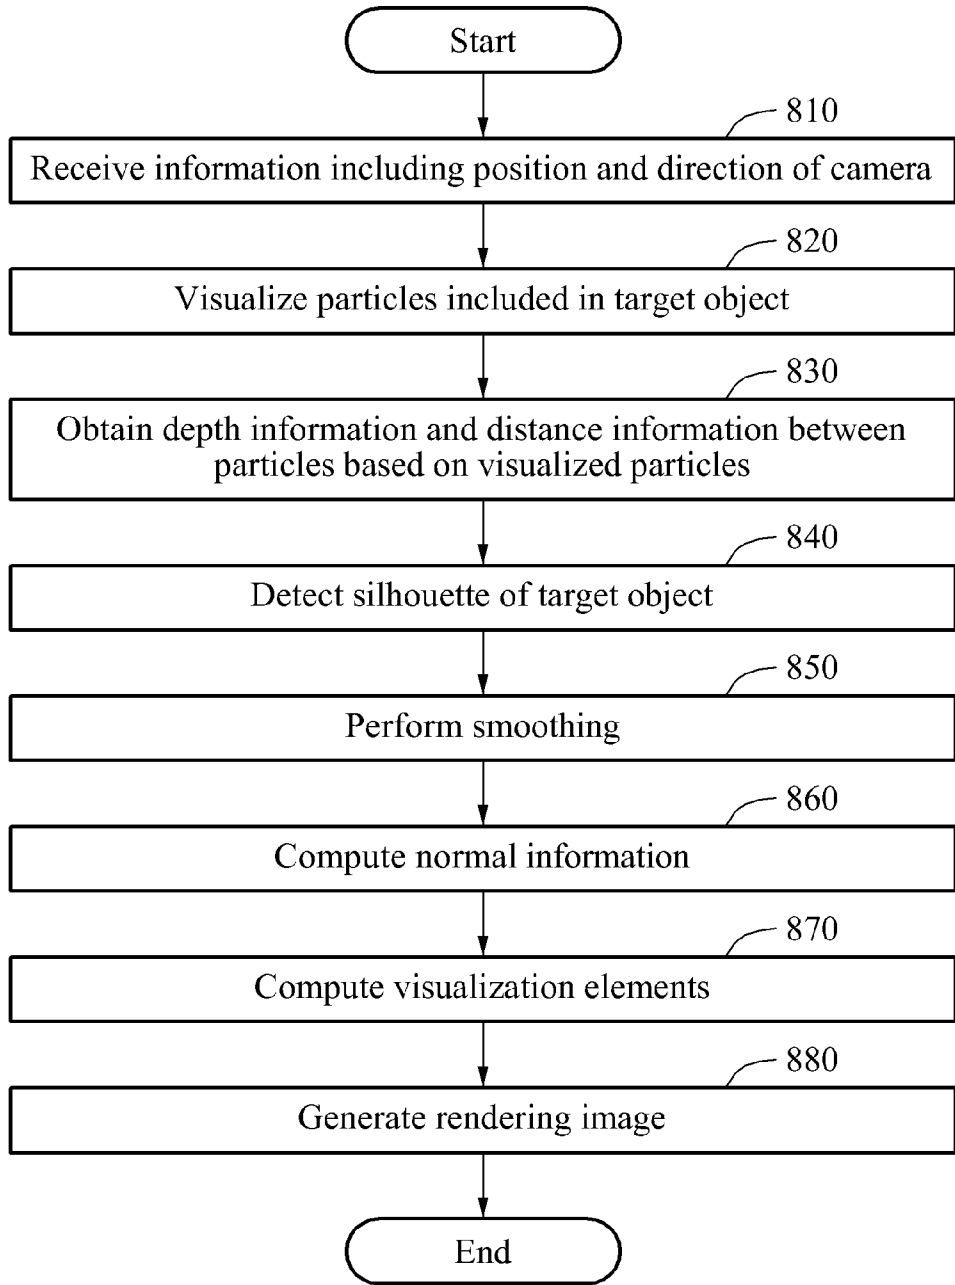 Start
810
Receive information including position and direction of camera
820
Visualize particles included in target object
830
Obtain depth information and distance information between
particles based on visualized particles
840
Detect silhouette of target object
850
Perform smoothing
860
Compute normal information
870
Compute visualization elements
880
Generate rendering image
End